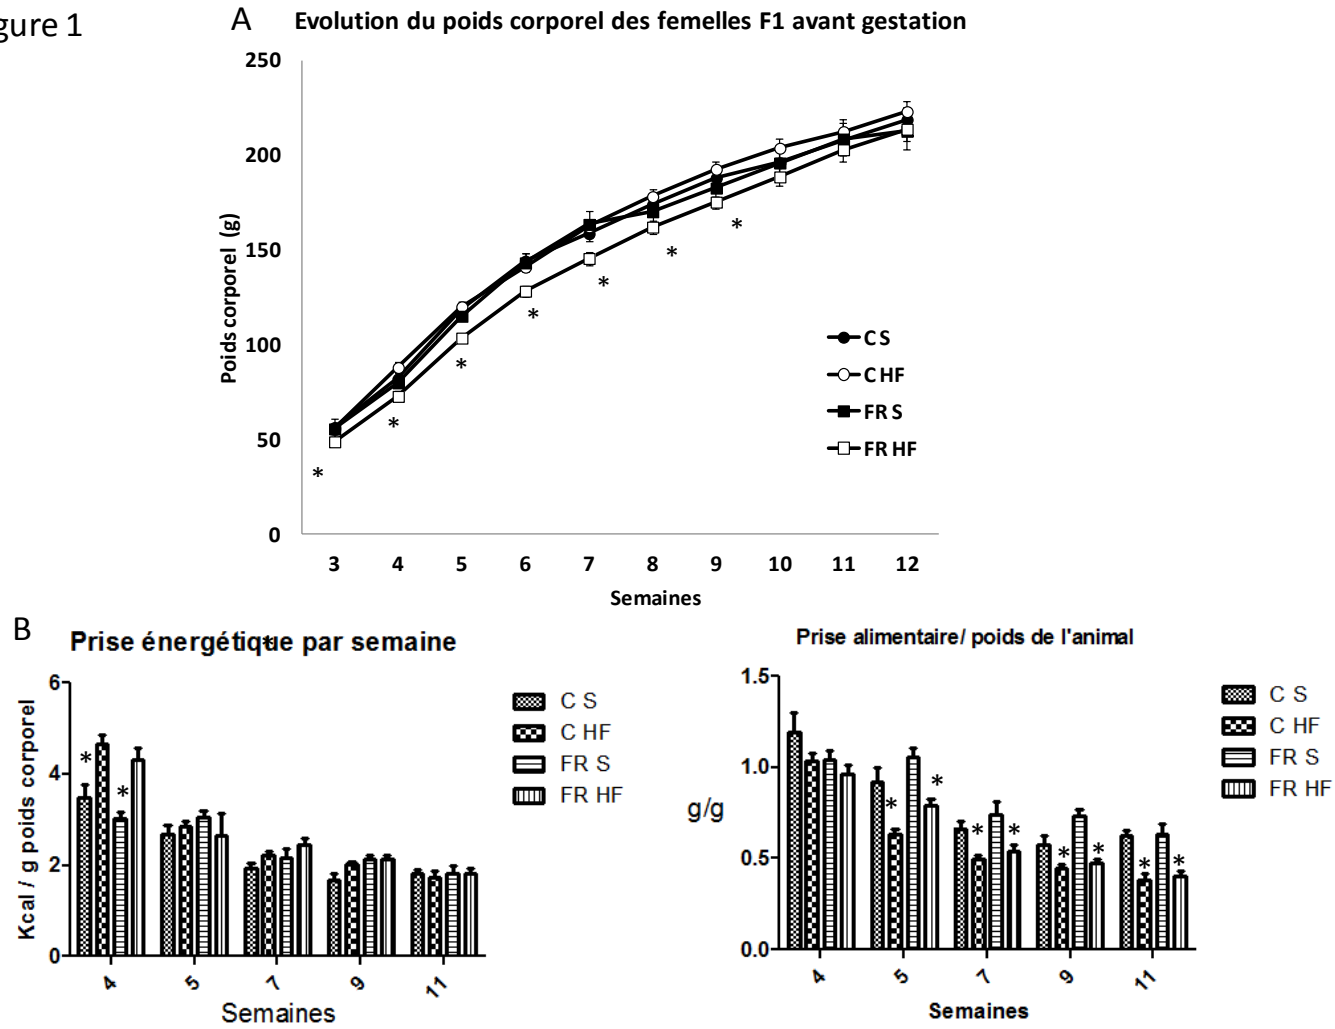 gure 1
A
Evolution du poids corporel des femelles F1 avant gestation
Poids corporel (g)
250
200
150
100
50
0
* * * * * * *
C S
C HF
FR S
FR HF
3 4 5 6 7 8 9 10 11 12
Semaines
B
Prise énergétique par semaine
*
Kcal / g poids corporel
6
4
2
0
* *
C S
C HF
FR S
FR HF
4 5 7 9 11
Semaines
Prise alimentaire/ poids de l'animal
g/g
1.5
1.0
0.5
0.0
* * * * * * * *
C S
C HF
FR S
FR HF
4 5 7 9 11
Semaines